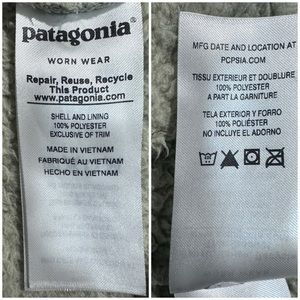 patagonia®
WORN WEAR
Repair, Reuse, Recycle
This Product
www.patagonia.com
SHELL AND LINING
100% POLYESTER
EXCLUSIVE OF TRIM
MADE IN VIETNAM
FABRIQUÉ AU VIETNAM
HECHO EN VIETNAM
MFG DATE AND LOCATION AT
PCPSIA.COM
TISSU EXTERIEUR ET DOUBLURE
100% POLYESTER
A PART LA GARNITURE
TELA EXTERIOR Y FORRO
100% POLIÉSTER
NO INCLUYE EL ADORNO